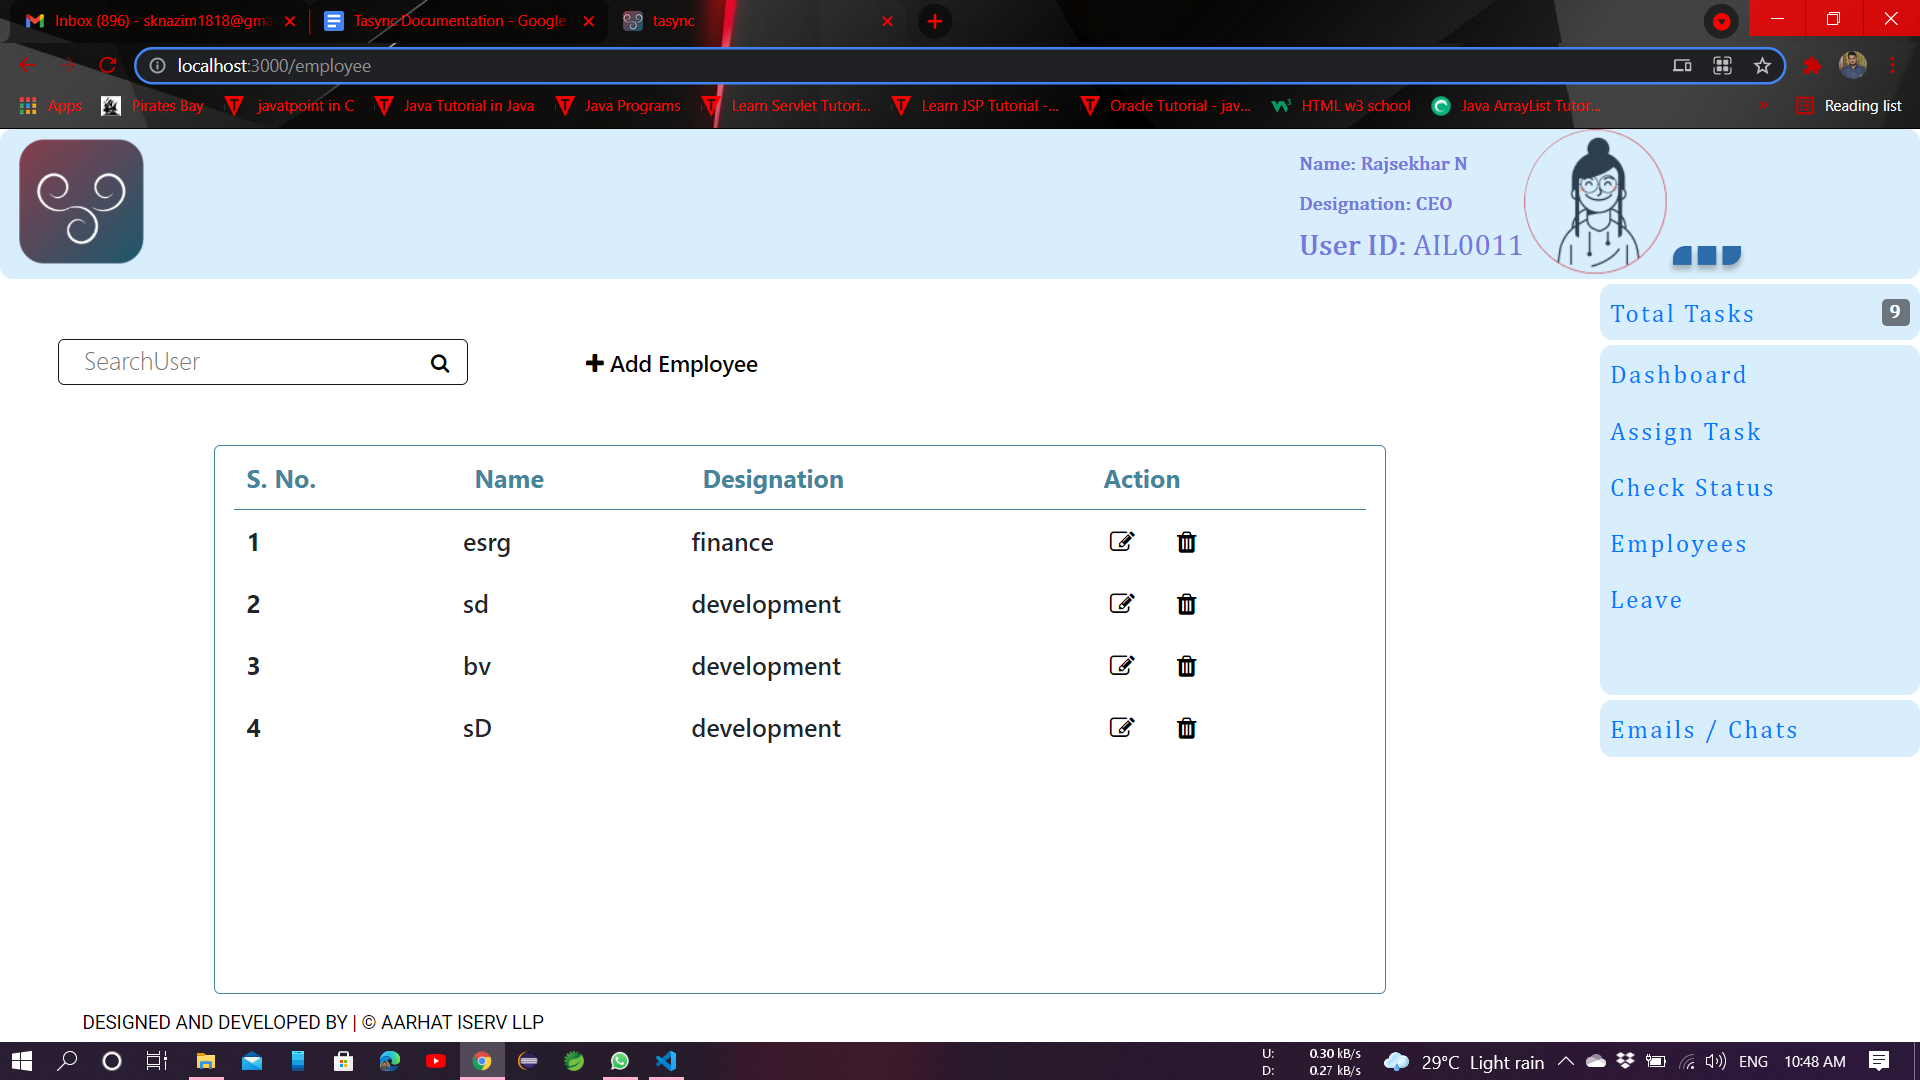 Inbox (896) - sknazim1818@gma
Tasync Documentation - Google
tasync
localhost:3000/employee
Apps
Pirates Bay
javatpoint in C
Java Tutorial in Java
Java Programs
Learn Servlet Tutori...
Learn JSP Tutorial -...
Oracle Tutorial - jav...
HTML w3 school
Java ArrayList Tutor...
Reading list
Name: Rajsekhar N
Designation: CEO
User ID: AIL0011
Total Tasks 9
SearchUser
Add Employee
Dashboard
Assign Task
Check Status
Employees
Leave
Emails / Chats
S. No. Name Designation Action
1 esrg finance
2 sd development
3 bv development
4 sD development
DESIGNED AND DEVELOPED BY | © AARHAT ISERV LLP
U: 0.30 kB/s
D: 0.27 kB/s
29°C Light rain
ENG
10:48 AM